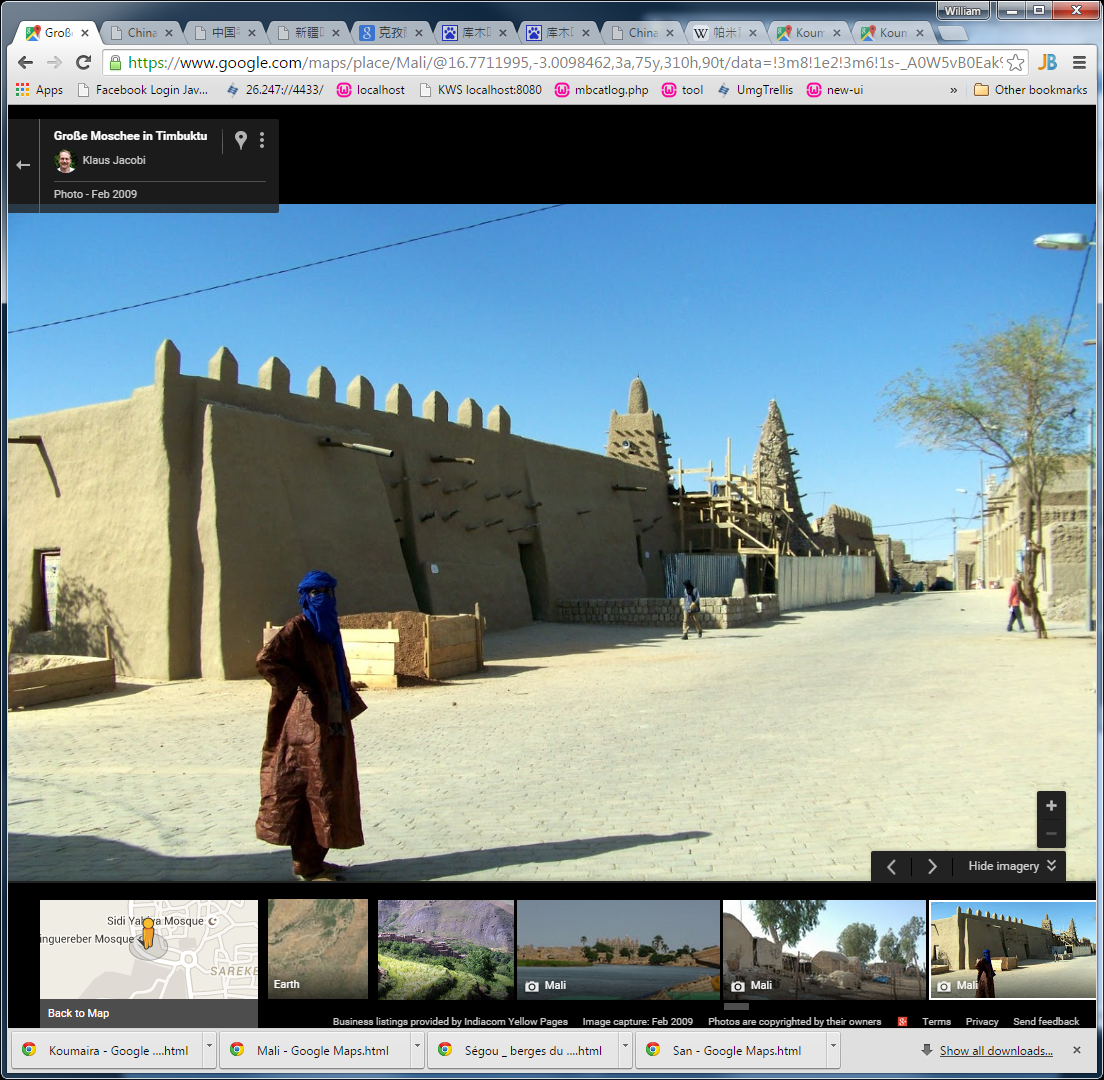 William
Groß
China
中国
新疆
克孜
库木
库木
China
帕米
Koum
Koun
https://www.google.com/maps/place/Mali/@16.7711995,-3.0098462,3a,75y,310h,90t/data=!3m8!1e2!3m6!1s-_A0W5vB0Eak
Apps
Facebook Login Jav...
26.247://4433/
localhost
KWS localhost:8080
mbcatlog.php
tool
UmgTrellis
new-ui
»
Other bookmarks
Große Moschee in Timbuktu
Klaus Jacobi
Photo - Feb 2009
Hide imagery
Sidi Yahya Mosque
inguereber Mosque
SAREKE
Back to Map
Earth
Mali
Mali
Mali
Business listings provided by Indiacom Yellow Pages
Image capture: Feb 2009
Photos are copyrighted by their owners
Terms
Privacy
Send feedback
Koumaira - Google ....html
Mali - Google Maps.html
Ségou _ berges du ....html
San - Google Maps.html
Show all downloads...